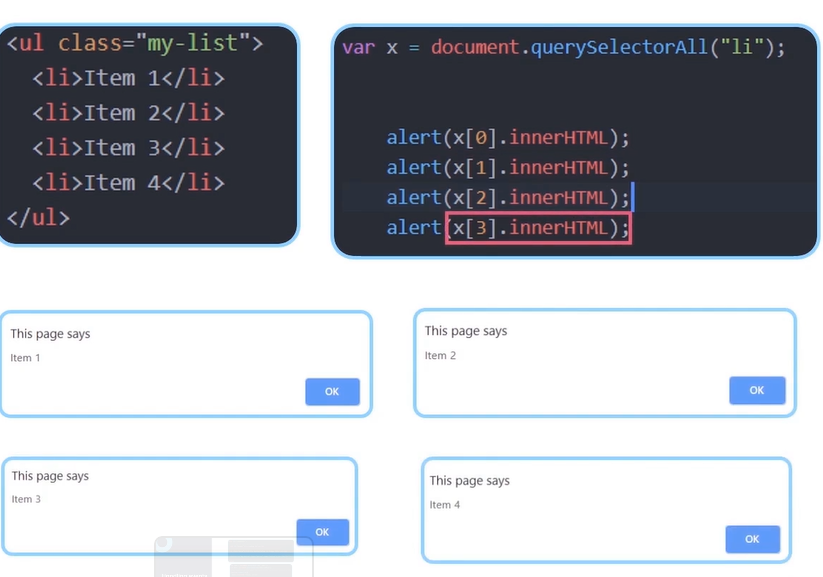 <ul class="my-list">
<li>Item 1</li>
<li>Item 2</li>
<li>Item 3</li>
<li>Item 4</li>
</ul>
var x = document.querySelectorAll("li");
alert(x[0].innerHTML);
alert(x[1].innerHTML);
alert(x[2].innerHTML);
alert(x[3].innerHTML);
This page says
Item 1
OK
This page says
Item 2
OK
This page says
Item 3
OK
This page says
Item 4
OK